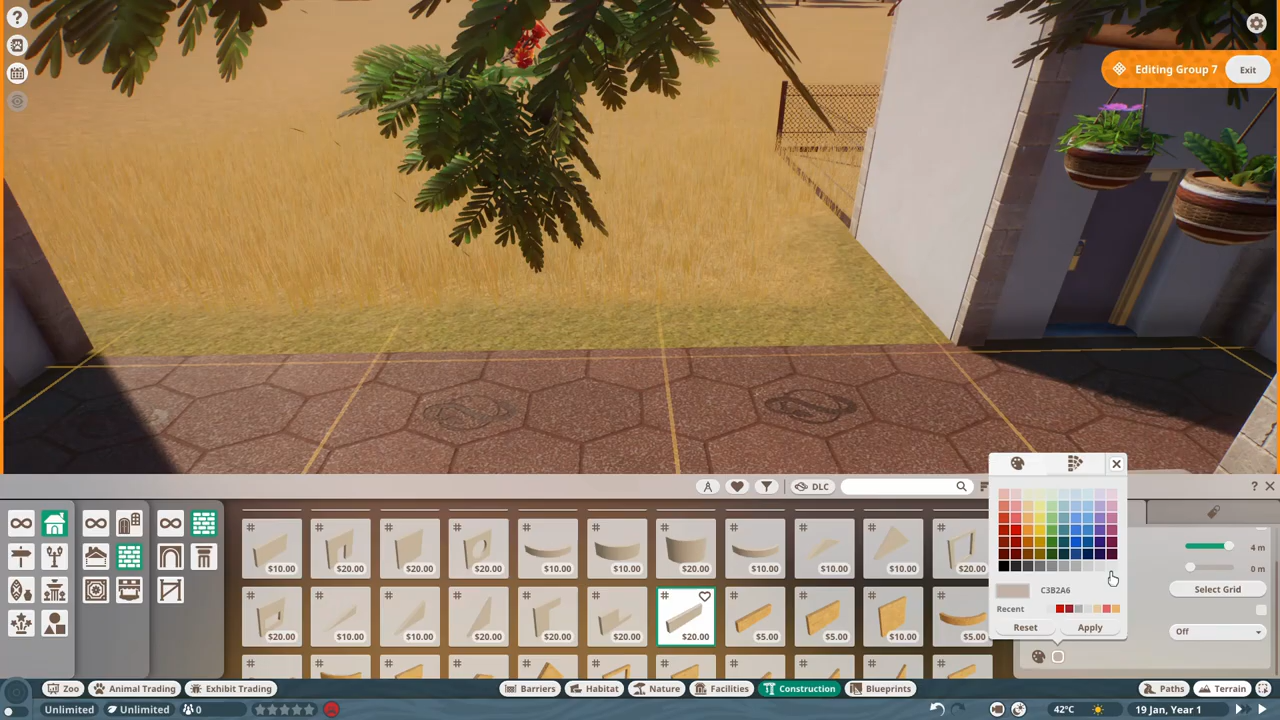 Editing Group 7
Exit
DLC
$10.00 $20.00 $20.00 $20.00 $10.00 $10.00 $20.00 $10.00 $10.00 $10.00 $20.00
4 m
0 m
C3B2A6
Select Grid
Recent
$20.00 $10.00 $10.00 $20.00 $20.00 $20.00 $20.00 $5.00 $5.00 $10.00 $5.00
Reset
Apply
Off
Zoo
Animal Trading
Exhibit Trading
Barriers
Habitat
Nature
Facilities
Construction
Blueprints
Paths
Terrain
Unlimited
Unlimited
0
42°C
19 Jan, Year 1